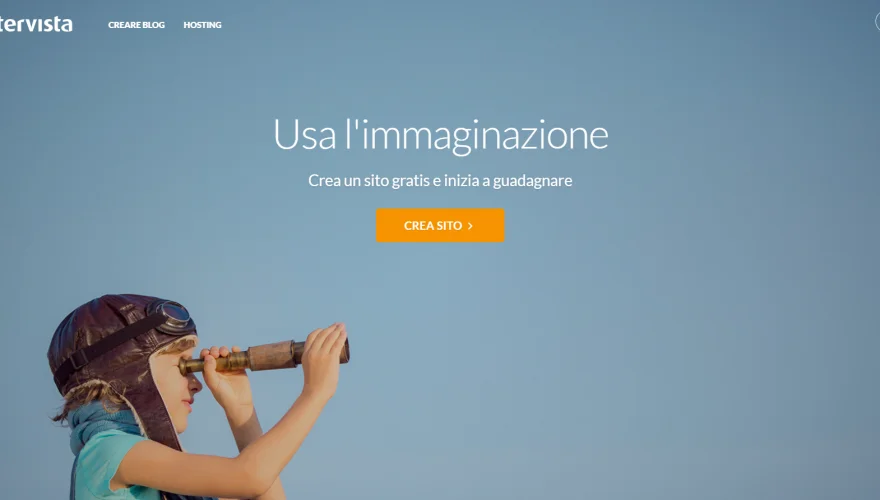 tervista
CREARE BLOG
HOSTING
Usa l'immaginazione
Crea un sito gratis e inizia a guadagnare
CREA SITO